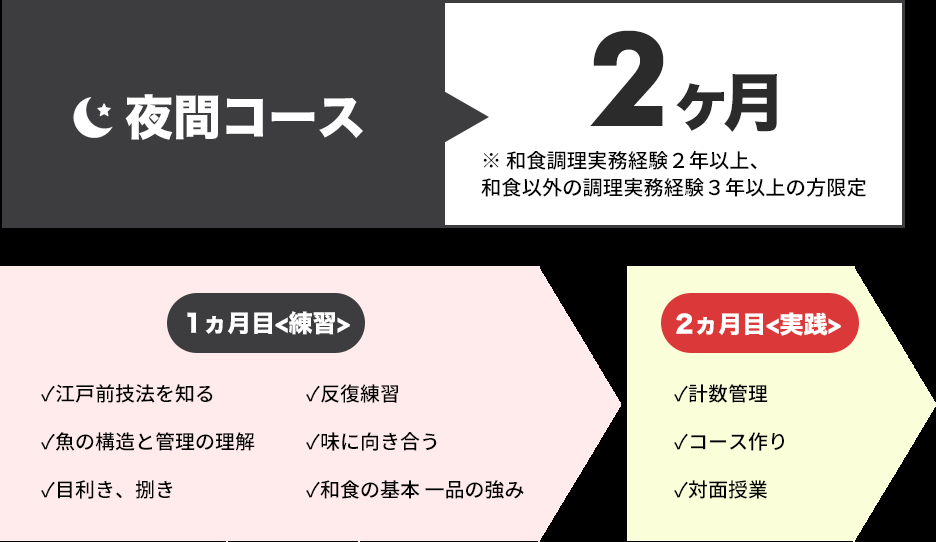 夜間コース
2ヶ月
※ 和食調理実務経験２年以上、
和食以外の調理実務経験３年以上の方限定
１ヵ月目<練習>
✓江戸前技法を知る
✓魚の構造と管理の理解
✓目利き、捌き
✓反復練習
✓味に向き合う
✓和食の基本 一品の強み
２ヵ月目<実践>
✓計数管理
✓コース作り
✓対面授業